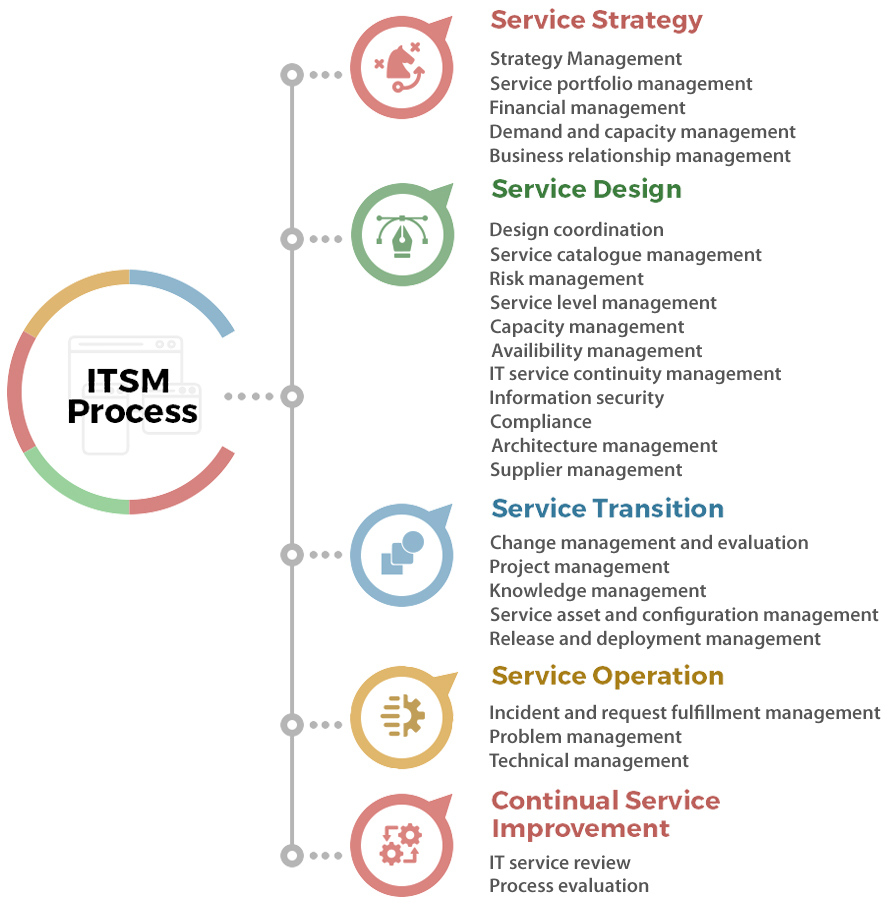 ITSM
Process
Service Strategy
Strategy Management
Service portfolio management
Financial management
Demand and capacity management
Business relationship management
Service Design
Design coordination
Service catalogue management
Risk management
Service level management
Capacity management
Availibility management
IT service continuity management
Information security
Compliance
Architecture management
Supplier management
Service Transition
Change management and evaluation
Project management
Knowledge management
Service asset and configuration management
Release and deployment management
Service Operation
Incident and request fulfillment management
Problem management
Technical management
Continual Service
Improvement
IT service review
Process evaluation